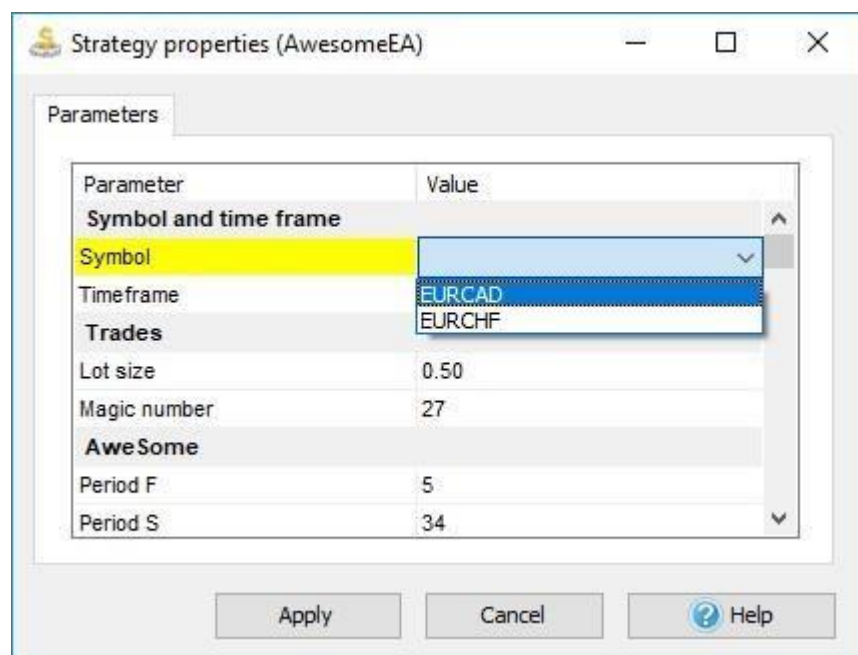 Strategy properties (AwesomeEA)
Parameters
Parameter Value
Symbol and time frame
Symbol
EURCAD
Timeframe
EURCHF
Trades
Lot size 0.50
Magic number 27
AweSome
Period F 5
Period S 34
Apply Cancel Help